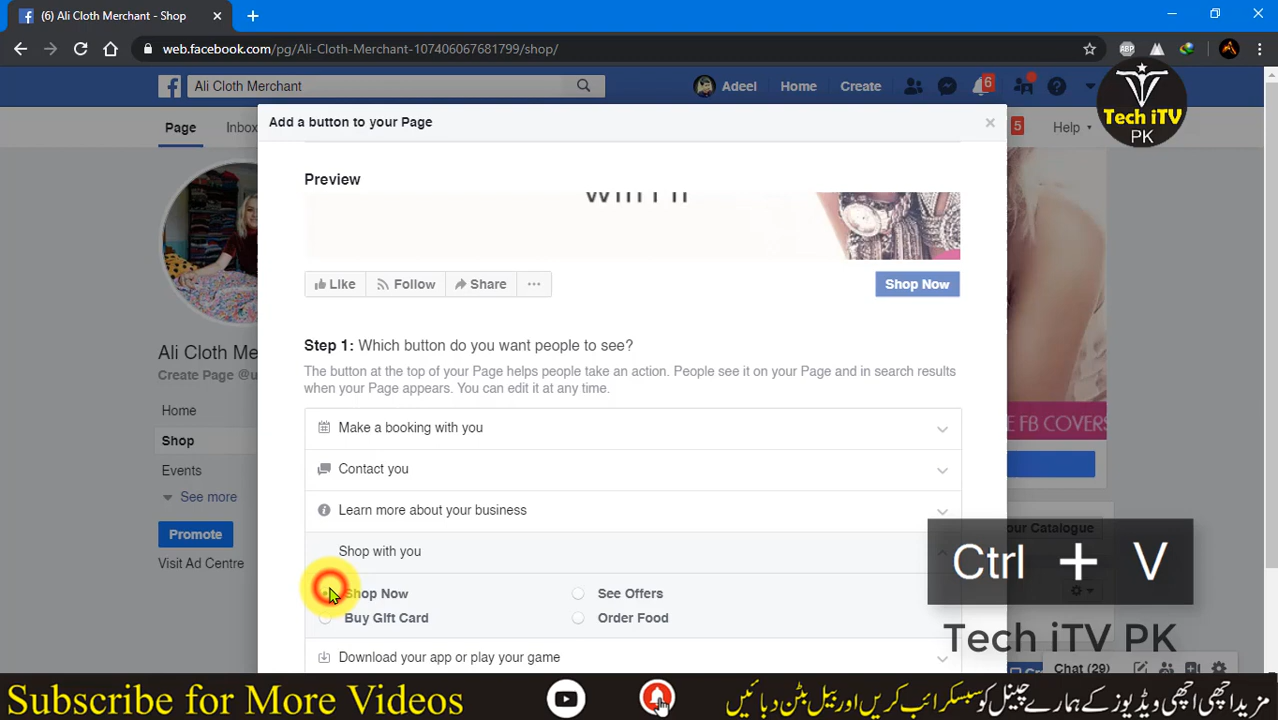 (6) Ali Cloth Merchant - Shop
web.facebook.com/pg/Ali-Cloth-Merchant-107406067681799/shop/
ABP
Ali Cloth Merchant
Adeel
Home
Create
6
Tech iTV
PK
Page
Inbox
5
Help
Add a button to your Page
Preview
Like
Follow
Share
Shop Now
Step 1: Which button do you want people to see?
The button at the top of your Page helps people take an action. People see it on your Page and in search results
when your Page appears. You can edit it at any time.
Ali Cloth Me
Create Page @u
Home
Shop
Events
See more
Promote
Visit Ad Centre
Make a booking with you
Contact you
Learn more about your business
Shop with you
Shop Now
See Offers
Buy Gift Card
Order Food
Download your app or play your game
E FB COVERS
our Catalogue
Ctrl + V
Tech iTV PK
Chat (29)
Subscribe for More Videos
مزید اچھی اچھی ویڈیوز کے ہمارے چینل کو سبسکرائب کریں اور بیل بٹن دبائیں